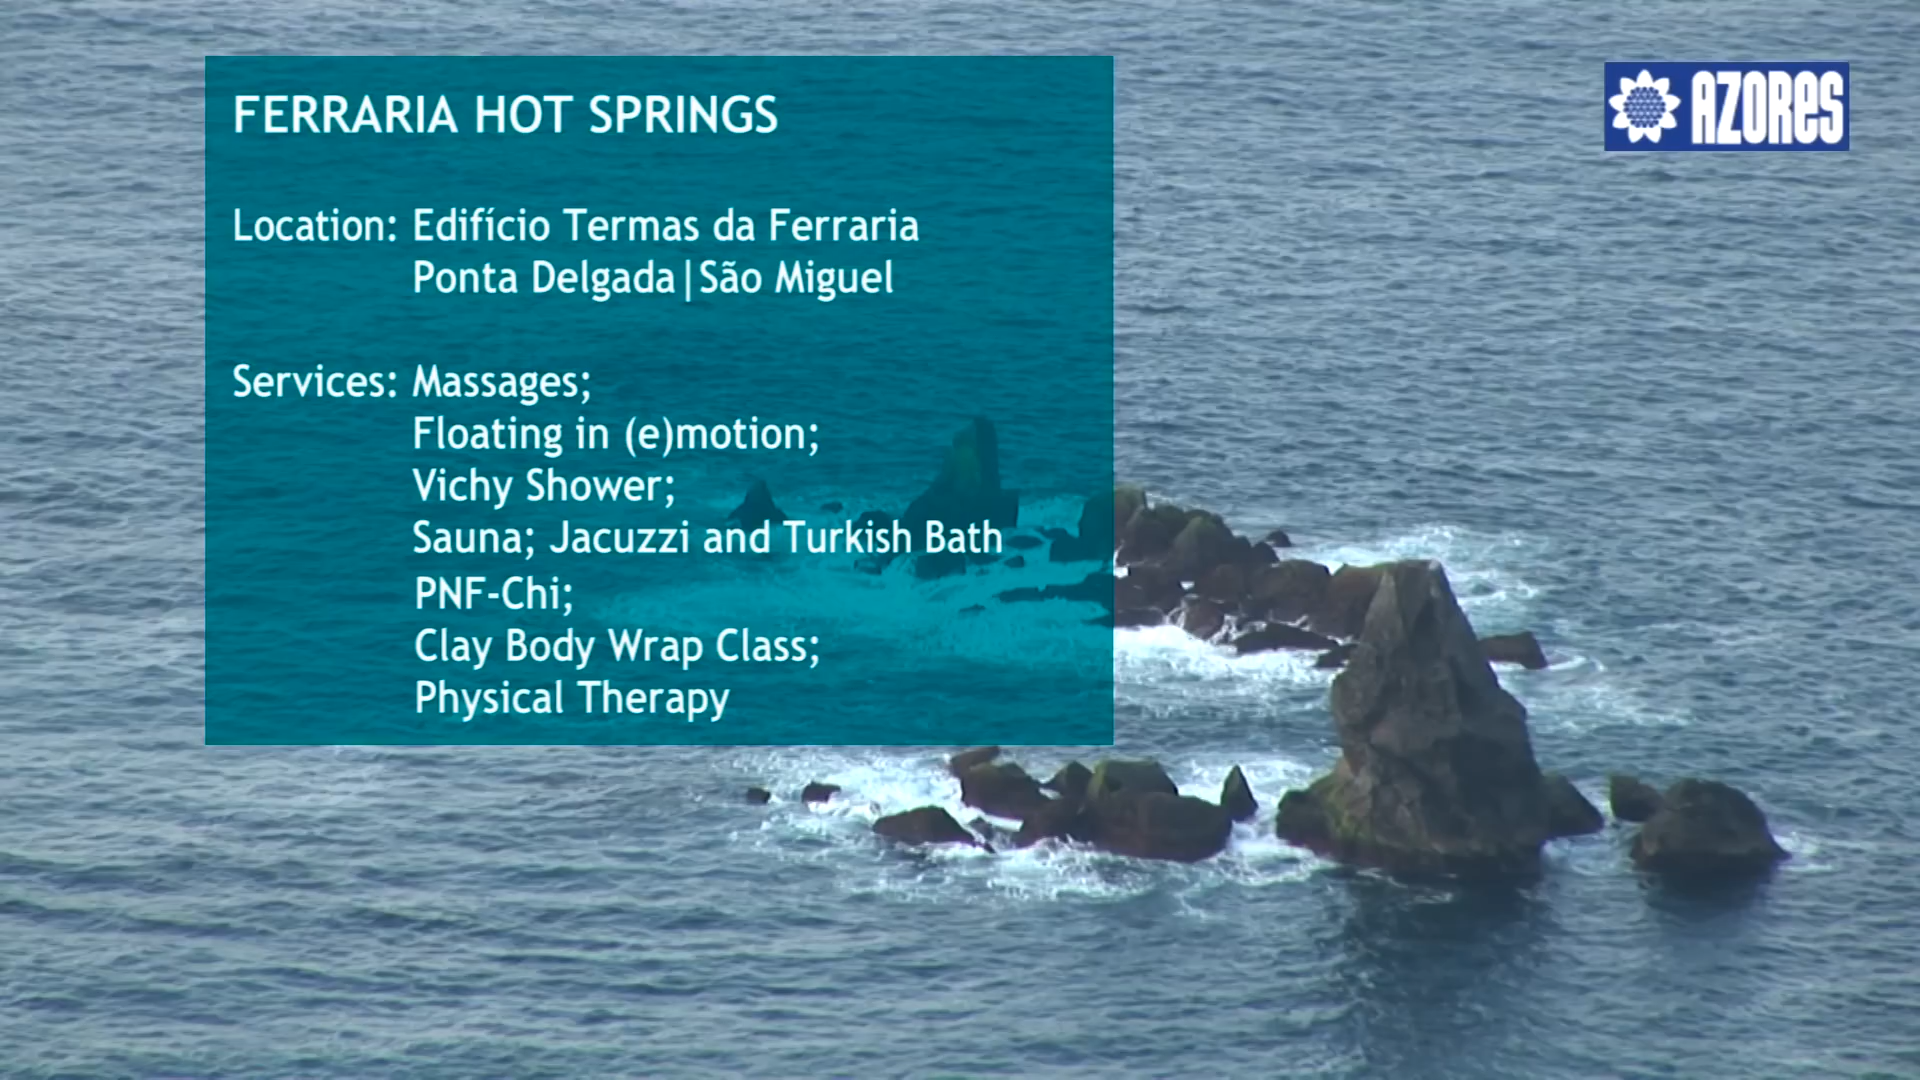 FERRARIA HOT SPRINGS
AZORES
Location: Edifício Termas da Ferraria
Ponta Delgada|São Miguel
Services: Massages;
Floating in (e)motion;
Vichy Shower;
Sauna; Jacuzzi and Turkish Bath
PNF-Chi;
Clay Body Wrap Class;
Physical Therapy